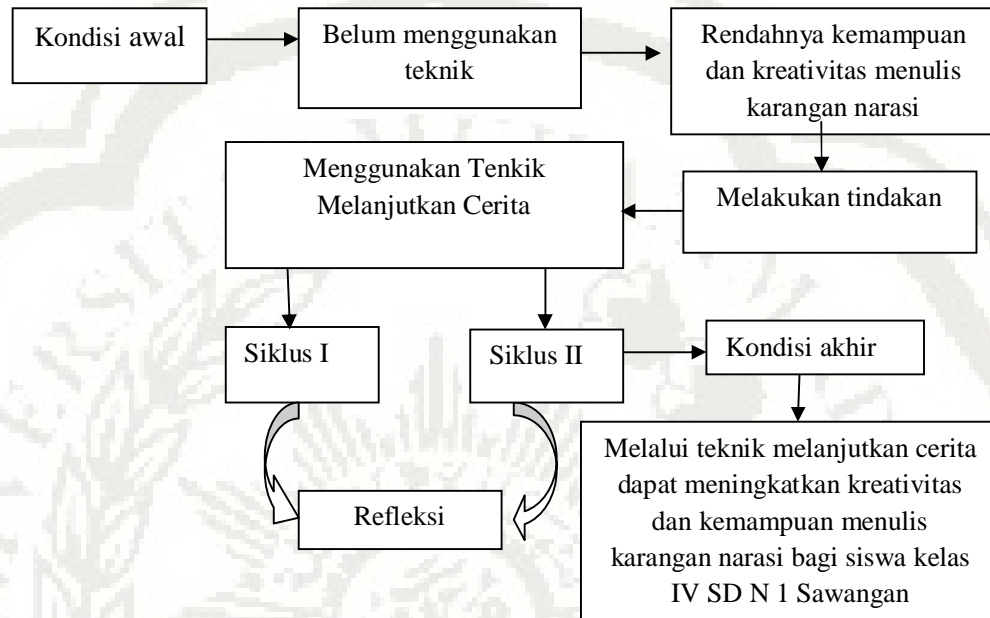 Kondisi awal
Belum menggunakan
teknik
Rendahnya kemampuan
dan kreativitas menulis
karangan narasi
Melakukan tindakan
Menggunakan Tenkik
Melanjutkan Cerita
Siklus I
Siklus II
Kondisi akhir
Refleksi
Melalui teknik melanjutkan cerita
dapat meningkatkan kreativitas
dan kemampuan menulis
karangan narasi bagi siswa kelas
IV SD N 1 Sawangan